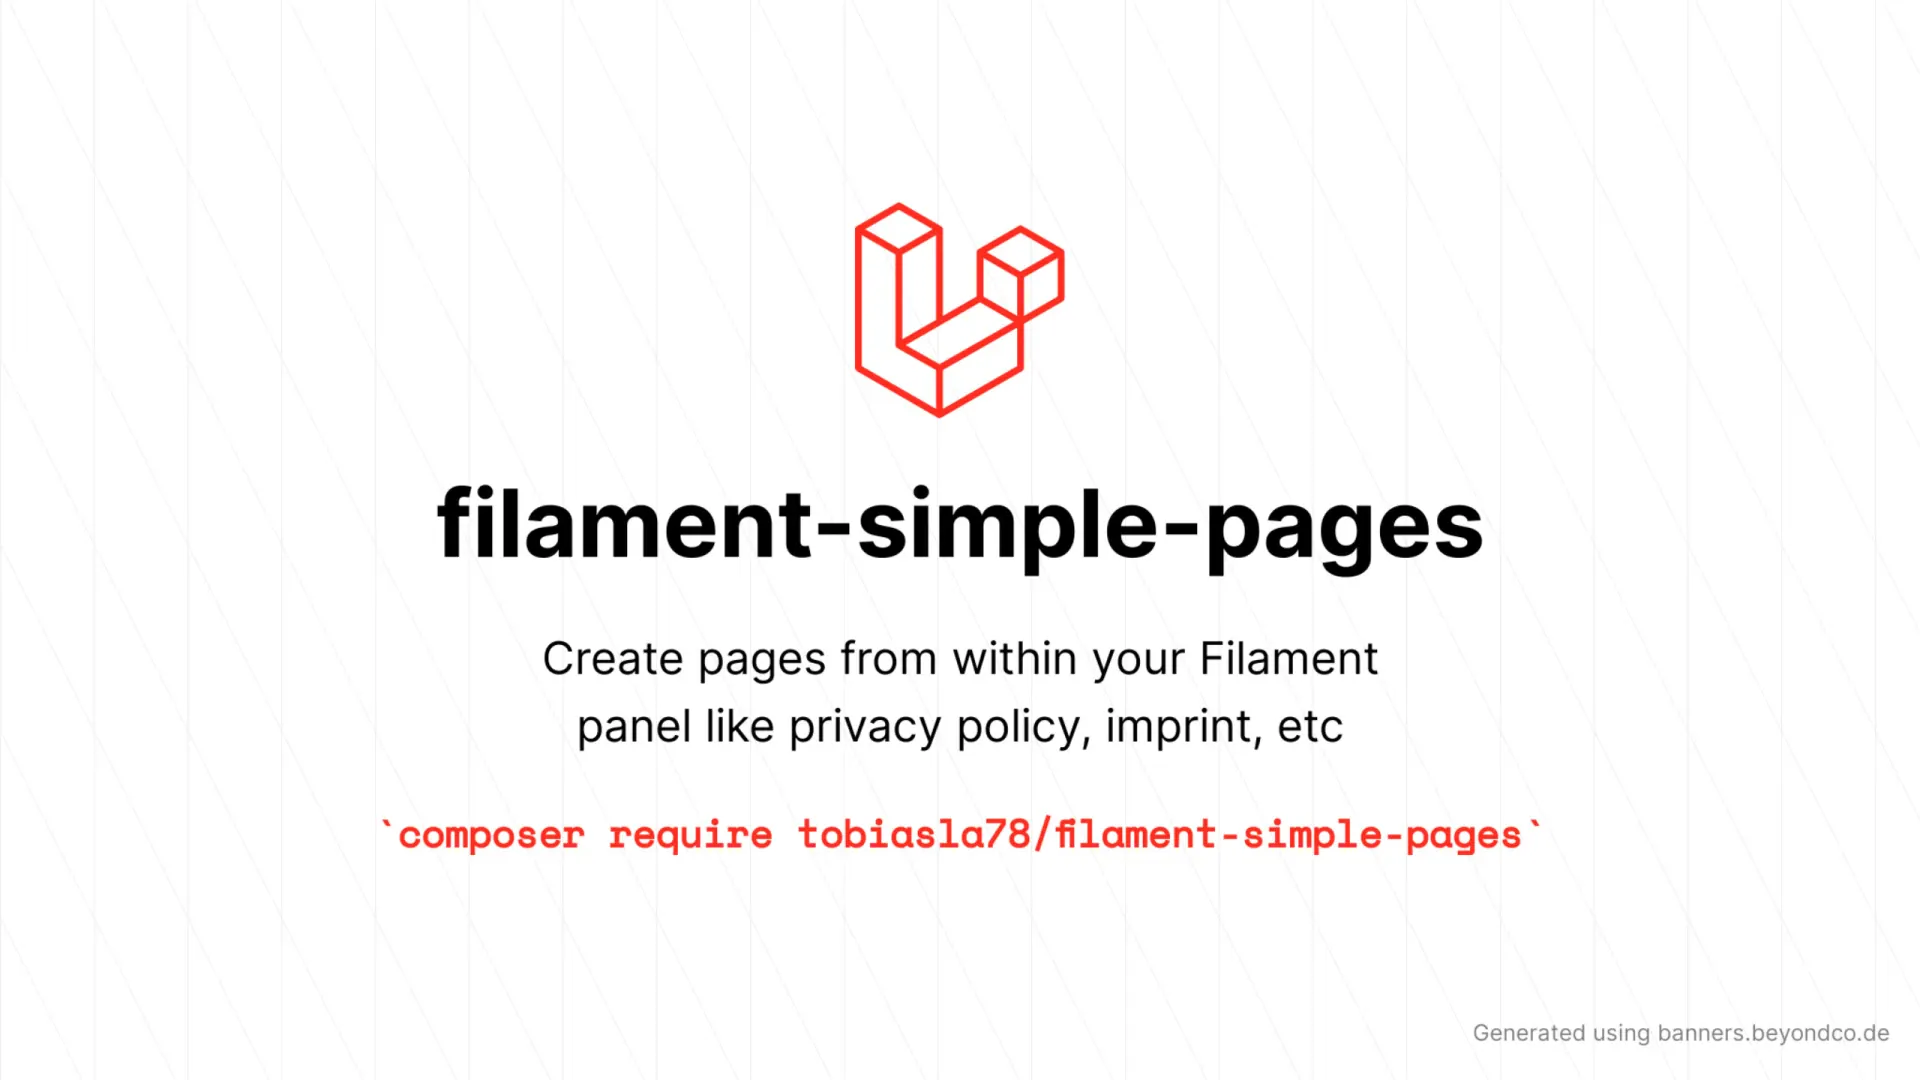 filament-simple-pages
Create pages from within your Filament
panel like privacy policy, imprint, etc
`composer require tobiasla78/filament-simple-pages`
Generated using banners.beyondco.de